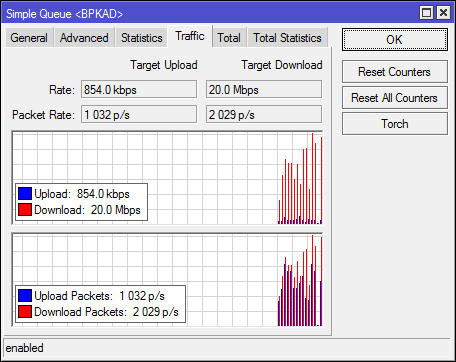 Simple Queue <BPKAD>
General Advanced Statistics Traffic Total Total Statistics
Target Upload Target Download
Rate: 854.0 kbps 20.0 Mbps
Packet Rate: 1 032 p/s 2 029 p/s
Upload: 854.0 kbps
Download: 20.0 Mbps
Upload Packets: 1 032 p/s
Download Packets: 2 029 p/s
OK
Reset Counters
Reset All Counters
Torch
enabled